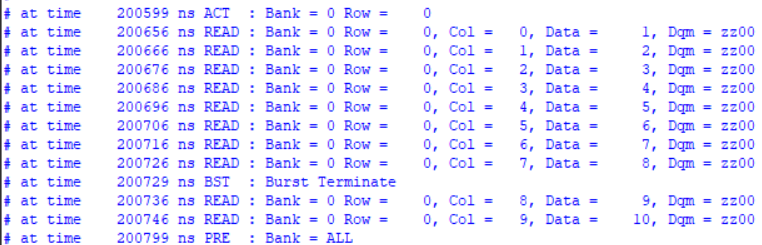 # at time    200599 ns ACT  : Bank = 0 Row =     0
# at time    200656 ns READ : Bank = 0 Row =     0, Col =   0, Data =     1, Dqm = zz00
# at time    200666 ns READ : Bank = 0 Row =     0, Col =   1, Data =     2, Dqm = zz00
# at time    200676 ns READ : Bank = 0 Row =     0, Col =   2, Data =     3, Dqm = zz00
# at time    200686 ns READ : Bank = 0 Row =     0, Col =   3, Data =     4, Dqm = zz00
# at time    200696 ns READ : Bank = 0 Row =     0, Col =   4, Data =     5, Dqm = zz00
# at time    200706 ns READ : Bank = 0 Row =     0, Col =   5, Data =     6, Dqm = zz00
# at time    200716 ns READ : Bank = 0 Row =     0, Col =   6, Data =     7, Dqm = zz00
# at time    200726 ns READ : Bank = 0 Row =     0, Col =   7, Data =     8, Dqm = zz00
# at time    200729 ns BST  : Burst Terminate
# at time    200736 ns READ : Bank = 0 Row =     0, Col =   8, Data =     9, Dqm = zz00
# at time    200746 ns READ : Bank = 0 Row =     0, Col =   9, Data =    10, Dqm = zz00
# at time    200799 ns PRE  : Bank = ALL